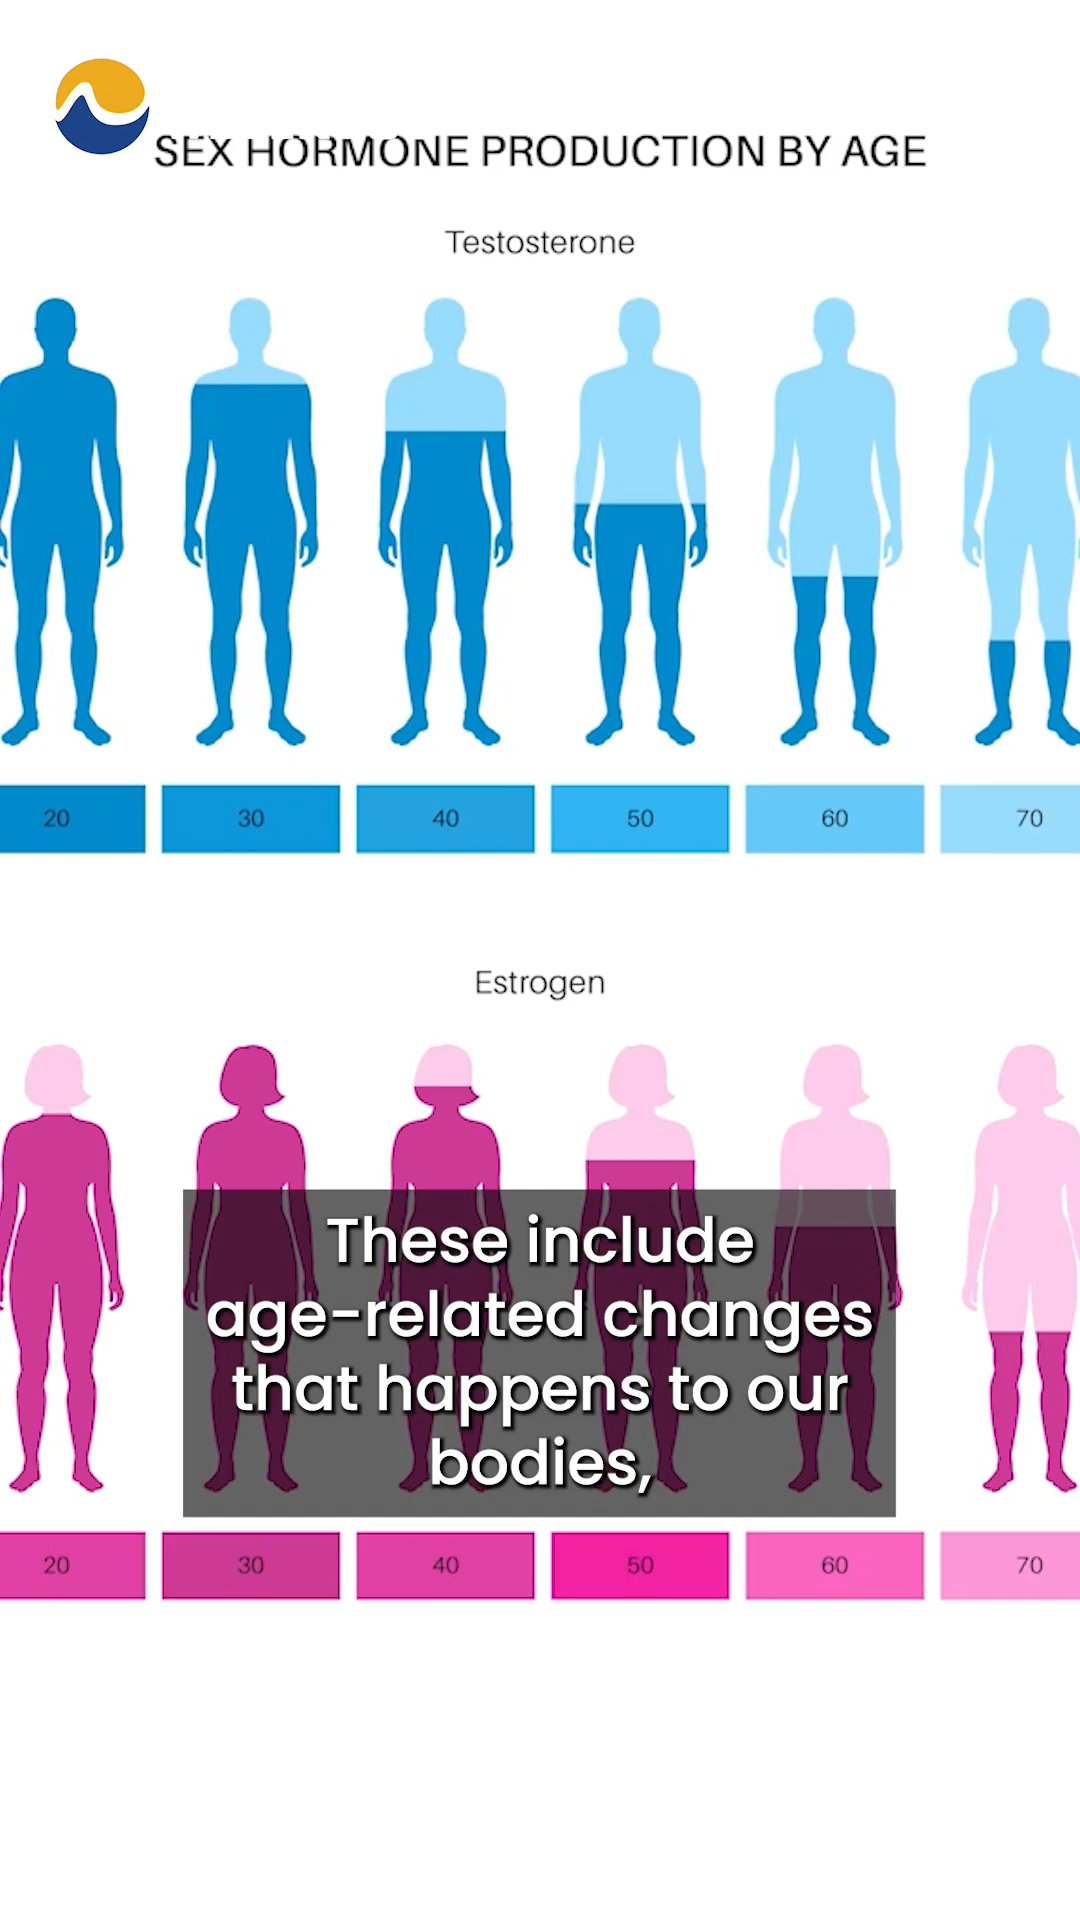 SEX HORMONE PRODUCTION BY AGE
Testosterone
20 30 40 50 60 70
Estrogen
These include
age-related changes
that happens to our
bodies,
20 30 40 50 60 70